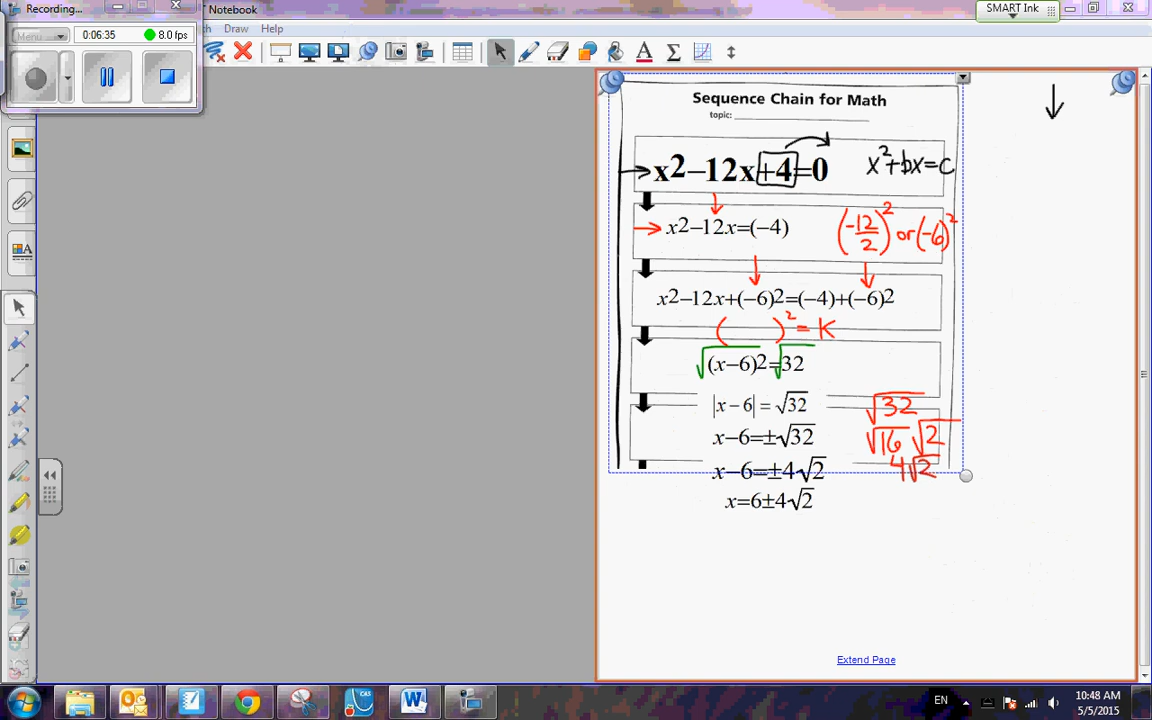 Recording...
Notebook
SMART Ink
Menu
0:06:35
8.0 fps
Draw Help
Sequence Chain for Math
topic:
x2−12x+4=0
x²+bx=c
x2−12x=(−4)
(-12/2)² or (-6)²
x2−12x+(−6)2=(−4)+(−6)2
( )² = K
√(x−6)2=√32
|x − 6| = √32
√32
x−6=±√32
√16 √2
x−6=±4√2
4√2
x=6±4√2
Extend Page
EN
10:48 AM
5/5/2015